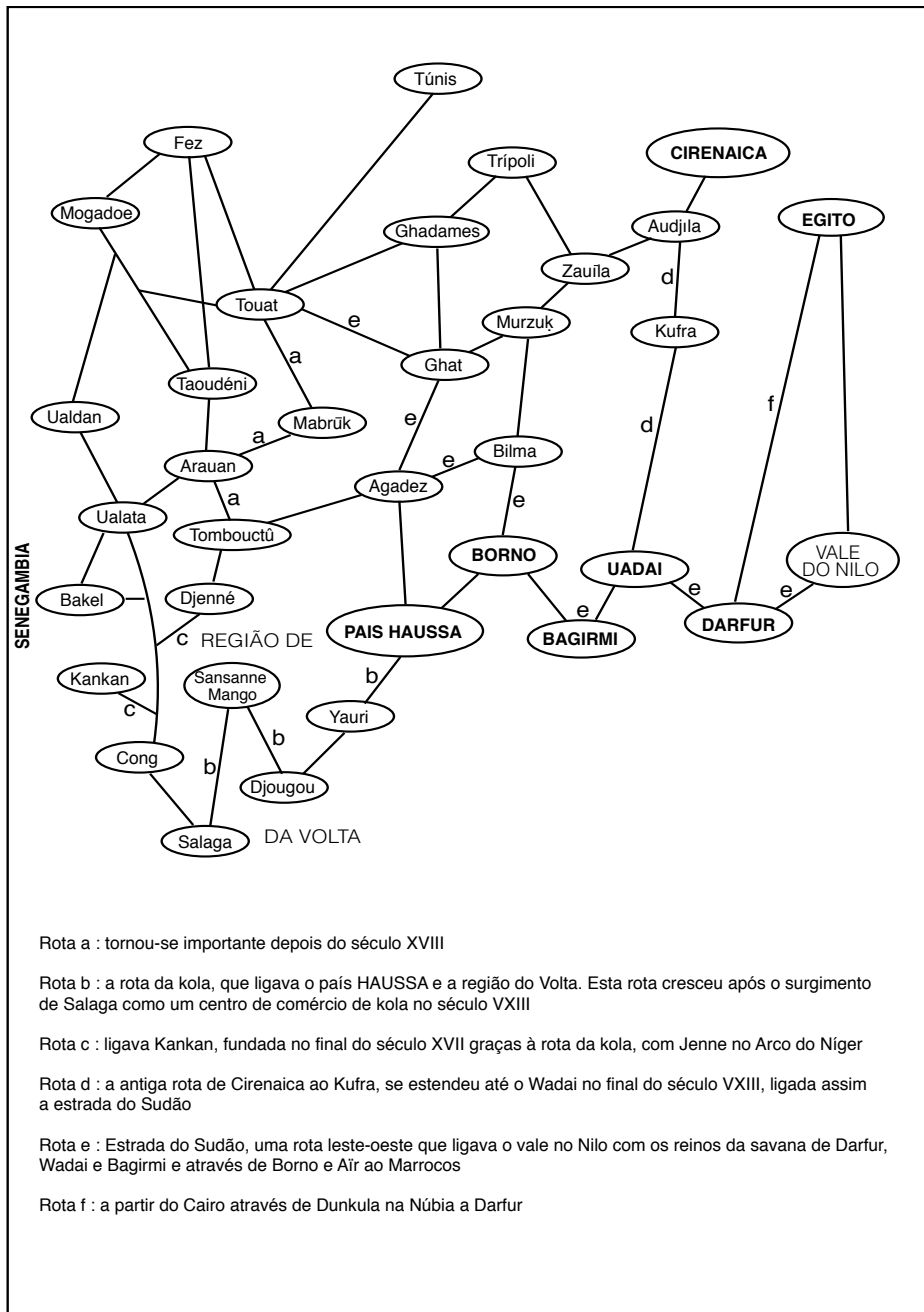 Túnis
Fez
Trípoli
CIRENAICA
Mogadoe
Ghadames
Audjıla
EGITO
Zauíla
d
Touat
e
Murzuḳ
Kufra
a
Ghat
Taoudéni
f
Ualdan
Mabrūk
e
d
a
Arauan
Bilma
e
Agadez
a
e
Ualata
Tombouctû
SENEGAMBIA
BORNO
VALE
DO NILO
UADAI
Bakel
Djenné
e
e
e
DARFUR
c
REGIÃO DE
PAIS HAUSSA
BAGIRMI
Kankan
Sansanne
Mango
b
c
Yauri
b
Cong
b
Djougou
Salaga
DA VOLTA
Rota a : tornou-se importante depois do século XVIII
Rota b : a rota da kola, que ligava o país HAUSSA e a região do Volta. Esta rota cresceu após o surgimento
de Salaga como um centro de comércio de kola no século VXIII
Rota c : ligava Kankan, fundada no final do século XVII graças à rota da kola, com Jenne no Arco do Níger
Rota d : a antiga rota de Cirenaica ao Kufra, se estendeu até o Wadai no final do século VXIII, ligada assim
a estrada do Sudão
Rota e : Estrada do Sudão, uma rota leste-oeste que ligava o vale no Nilo com os reinos da savana de Darfur,
Wadai e Bagirmi e através de Borno e Aïr ao Marrocos
Rota f : a partir do Cairo através de Dunkula na Núbia a Darfur